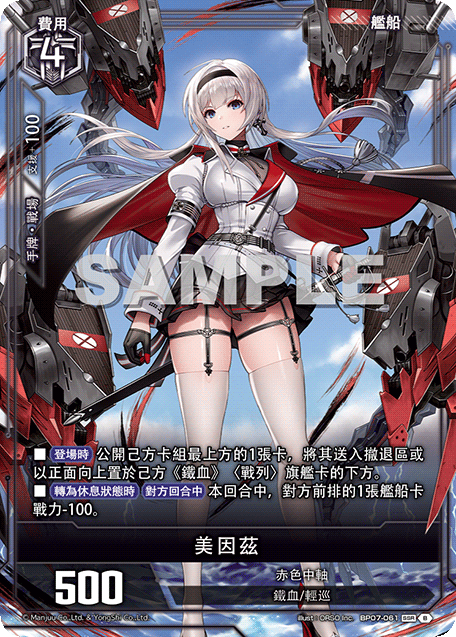 費用
4
艦船
手牌・戰場／支援 100
SAMPLE
■ 登場時 公開己方卡組最上方的1張卡，將其送入撤退區或
以正面向上置於己方《鐵血》〈戰列〉旗艦卡的下方。
■ 轉為休息狀態時 對方回合中 本回合中，對方前排的1張艦船卡
戰力-100。
美因茲
500
赤色中軸
鐵血/輕巡
© Manjuu Co.,Ltd. & YongShi Co.,Ltd
illust：ORSO Inc. BP07-061 SSR B